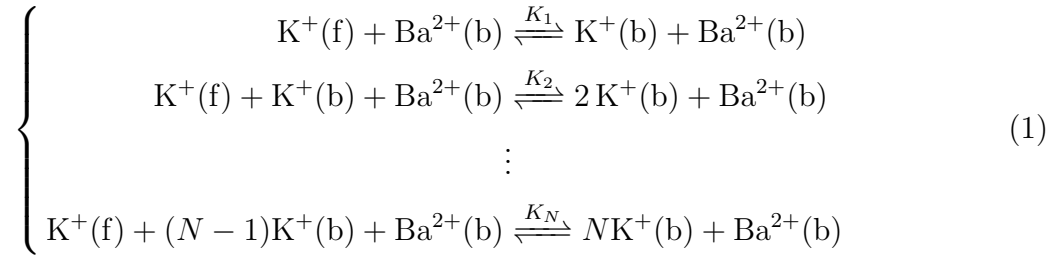 K⁺(f) + Ba²⁺(b) ⇌ K₁ K⁺(b) + Ba²⁺(b)
K⁺(f) + K⁺(b) + Ba²⁺(b) ⇌ K₂ 2 K⁺(b) + Ba²⁺(b)
⋮
(1)
K⁺(f) + (N − 1)K⁺(b) + Ba²⁺(b) ⇌ K_N NK⁺(b) + Ba²⁺(b)